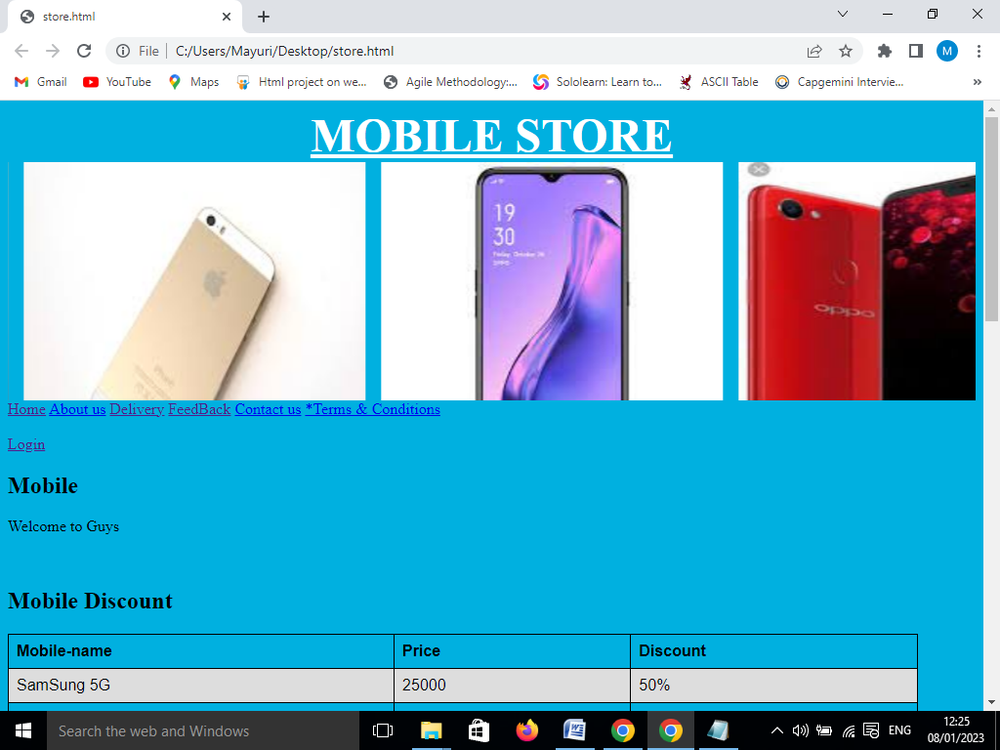 store.html
File
C:/Users/Mayuri/Desktop/store.html
M
Gmail
YouTube
Maps
Html project on we...
Agile Methodology:...
Sololearn: Learn to...
ASCII Table
Capgemini Intervie...
»
MOBILE STORE
19
30
Friday, October 26
oppo
Home About us Delivery FeedBack Contact us *Terms & Conditions
Login
Mobile
Welcome to Guys
Mobile Discount
Mobile-name Price Discount
SamSung 5G 25000 50%
Search the web and Windows
ENG
12:25
08/01/2023